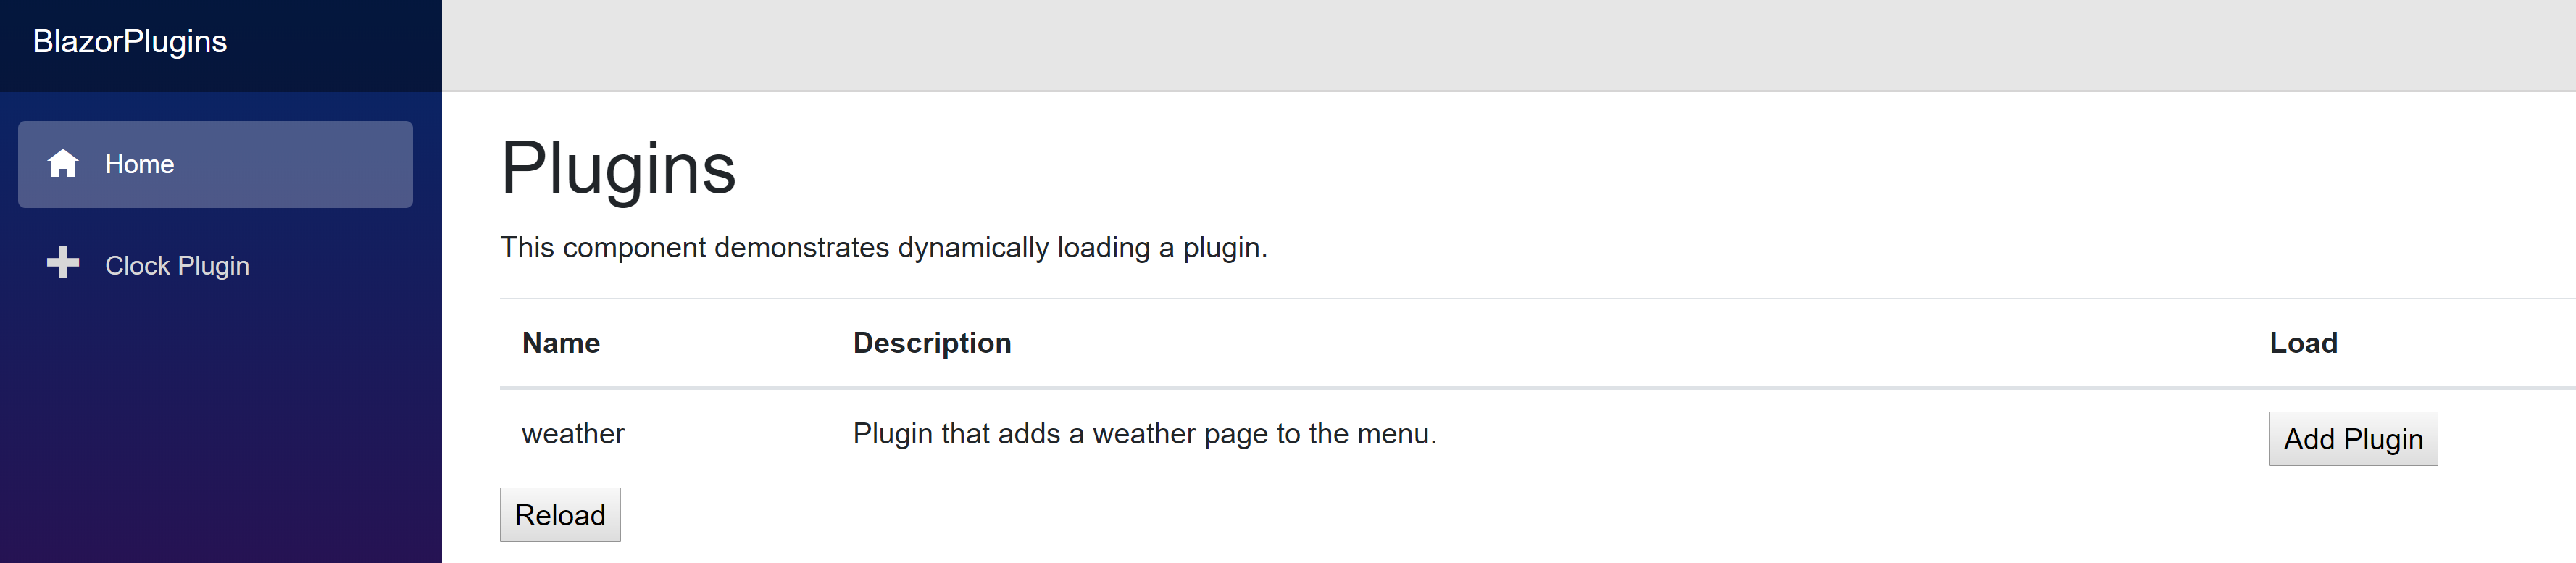 BlazorPlugins
Home
Clock Plugin
Plugins
This component demonstrates dynamically loading a plugin.
Name Description Load
weather Plugin that adds a weather page to the menu. Add Plugin
Reload